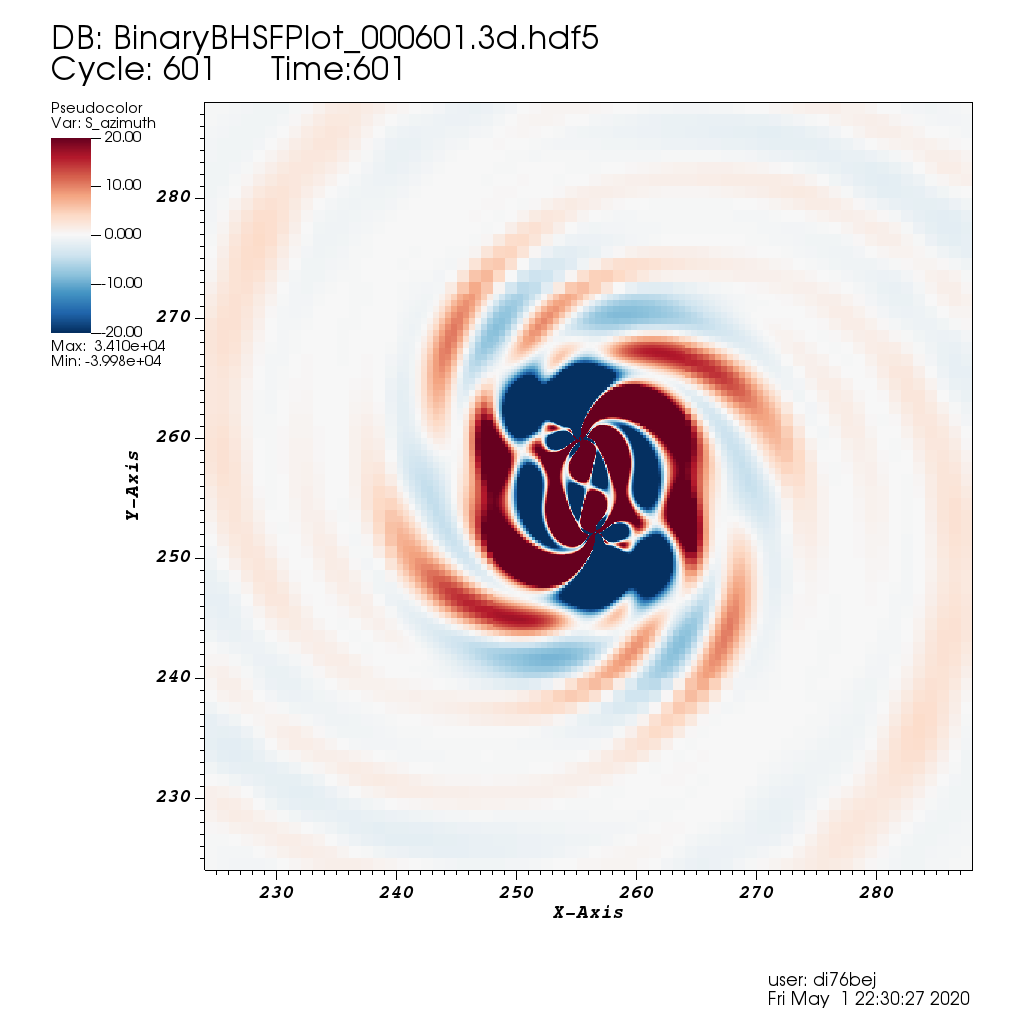 DB: BinaryBHSFPlot_000601.3d.hdf5
Cycle: 601 Time:601
Pseudocolor
Var: S_azimuth
20.00
10.00
0.000
-10.00
-20.00
Max: 3.410e+04
Min: -3.998e+04
280
270
260
250
240
230
Y-Axis
230 240 250 260 270 280
X-Axis
user: di76bej
Fri May 1 22:30:27 2020